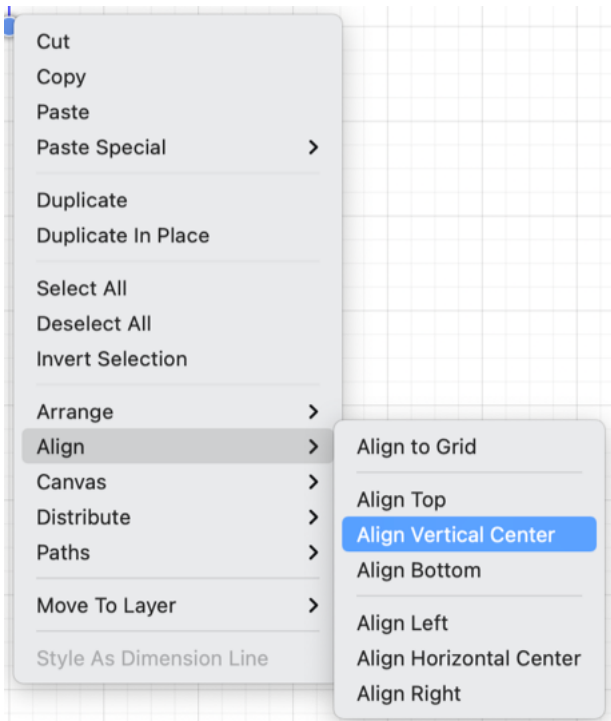 Cut
Copy
Paste
Paste Special
Duplicate
Duplicate In Place
Select All
Deselect All
Invert Selection
Arrange
Align
Canvas
Distribute
Paths
Move To Layer
Style As Dimension Line
Align to Grid
Align Top
Align Vertical Center
Align Bottom
Align Left
Align Horizontal Center
Align Right